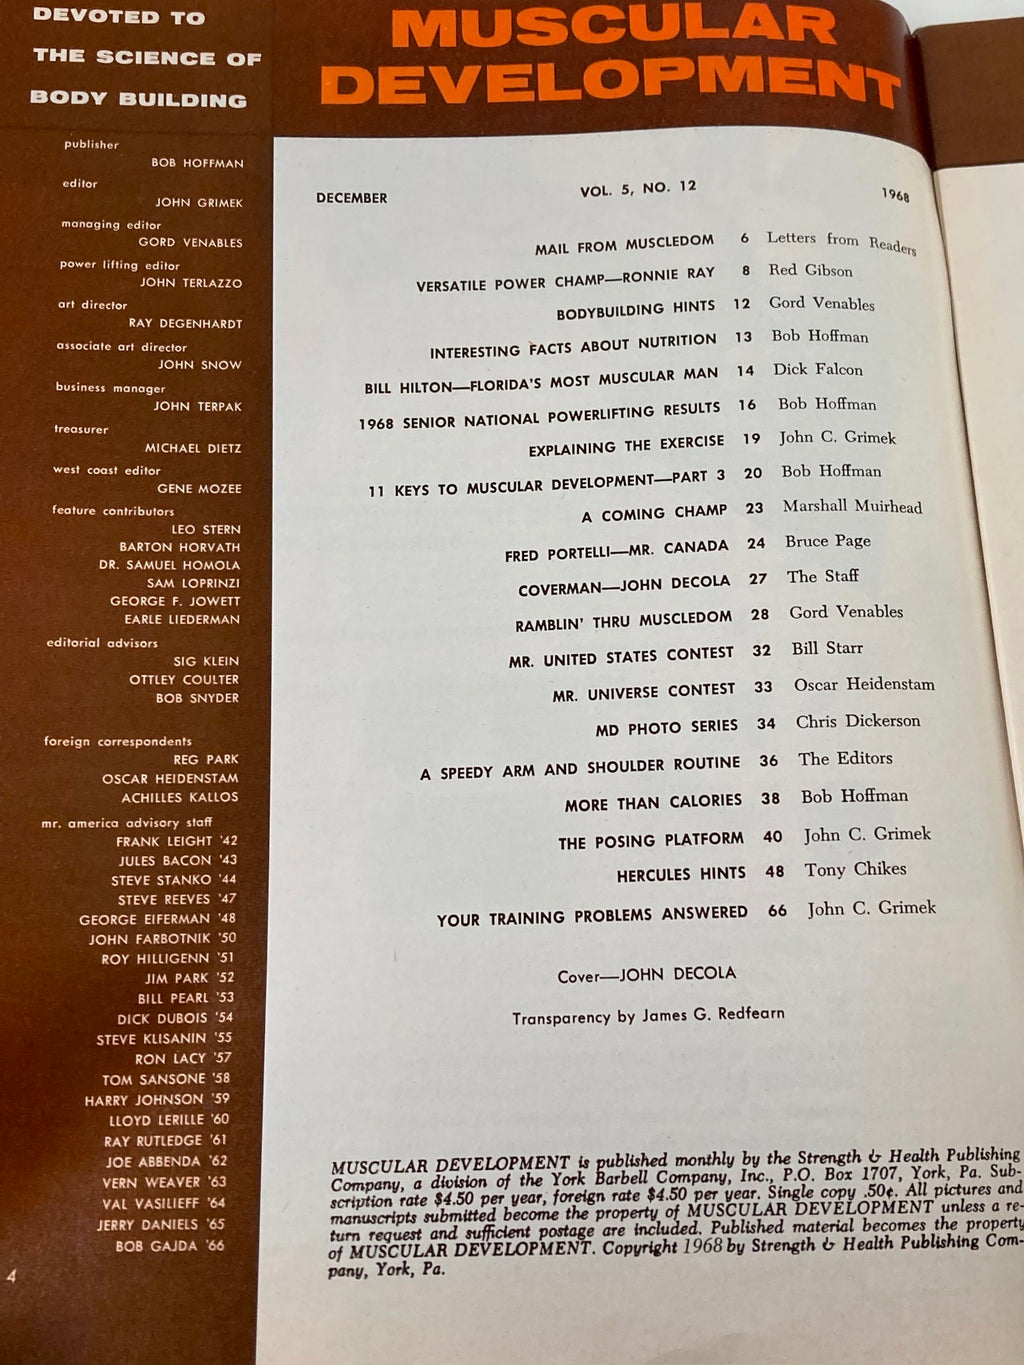 DEVOTED TO
THE SCIENCE OF
BODY BUILDING
MUSCULAR
DEVELOPMENT
publisher
BOB HOFFMAN
editor
JOHN GRIMEK
managing editor
GORD VENABLES
power lifting editor
JOHN TERLAZZO
art director
RAY DEGENHARDT
associate art director
JOHN SNOW
business manager
JOHN TERPAK
treasurer
MICHAEL DIETZ
west coast editor
GENE MOZEE
feature contributors
LEO STERN
BARTON HORVATH
DR. SAMUEL HOMOLA
SAM LOPRINZI
GEORGE F. JOWETT
EARLE LIEDERMAN
editorial advisors
SIG KLEIN
OTTLEY COULTER
BOB SNYDER
foreign correspondents
REG PARK
OSCAR HEIDENSTAM
ACHILLES KALLOS
mr. america advisory staff
FRANK LEIGHT '42
JULES BACON '43
STEVE STANKO '44
STEVE REEVES '47
GEORGE EIFERMAN '48
JOHN FARBOTNIK '50
ROY HILLIGENN '51
JIM PARK '52
BILL PEARL '53
DICK DUBOIS '54
STEVE KLISANIN '55
RON LACY '57
TOM SANSONE '58
HARRY JOHNSON '59
LLOYD LERILLE '60
RAY RUTLEDGE '61
JOE ABBENDA '62
VERN WEAVER '63
VAL VASILIEFF '64
JERRY DANIELS '65
BOB GAJDA '66
4
DECEMBER VOL. 5, NO. 12 1968
MAIL FROM MUSCLEDOM 6 Letters from Readers
VERSATILE POWER CHAMP—RONNIE RAY 8 Red Gibson
BODYBUILDING HINTS 12 Gord Venables
INTERESTING FACTS ABOUT NUTRITION 13 Bob Hoffman
BILL HILTON—FLORIDA'S MOST MUSCULAR MAN 14 Dick Falcon
1968 SENIOR NATIONAL POWERLIFTING RESULTS 16 Bob Hoffman
EXPLAINING THE EXERCISE 19 John C. Grimek
11 KEYS TO MUSCULAR DEVELOPMENT—PART 3 20 Bob Hoffman
A COMING CHAMP 23 Marshall Muirhead
FRED PORTELLI—MR. CANADA 24 Bruce Page
COVERMAN—JOHN DECOLA 27 The Staff
RAMBLIN' THRU MUSCLEDOM 28 Gord Venables
MR. UNITED STATES CONTEST 32 Bill Starr
MR. UNIVERSE CONTEST 33 Oscar Heidenstam
MD PHOTO SERIES 34 Chris Dickerson
A SPEEDY ARM AND SHOULDER ROUTINE 36 The Editors
MORE THAN CALORIES 38 Bob Hoffman
THE POSING PLATFORM 40 John C. Grimek
HERCULES HINTS 48 Tony Chikes
YOUR TRAINING PROBLEMS ANSWERED 66 John C. Grimek
Cover—JOHN DECOLA
Transparency by James G. Redfearn
MUSCULAR DEVELOPMENT is published monthly by the Strength & Health Publishing
Company, a division of the York Barbell Company, Inc., P.O. Box 1707, York, Pa. Sub-
scription rate $4.50 per year, foreign rate $4.50 per year. Single copy .50¢. All pictures and
manuscripts submitted become the property of MUSCULAR DEVELOPMENT unless a re-
turn request and sufficient postage are included. Published material becomes the property
of MUSCULAR DEVELOPMENT. Copyright 1968 by Strength & Health Publishing Com-
pany, York, Pa.